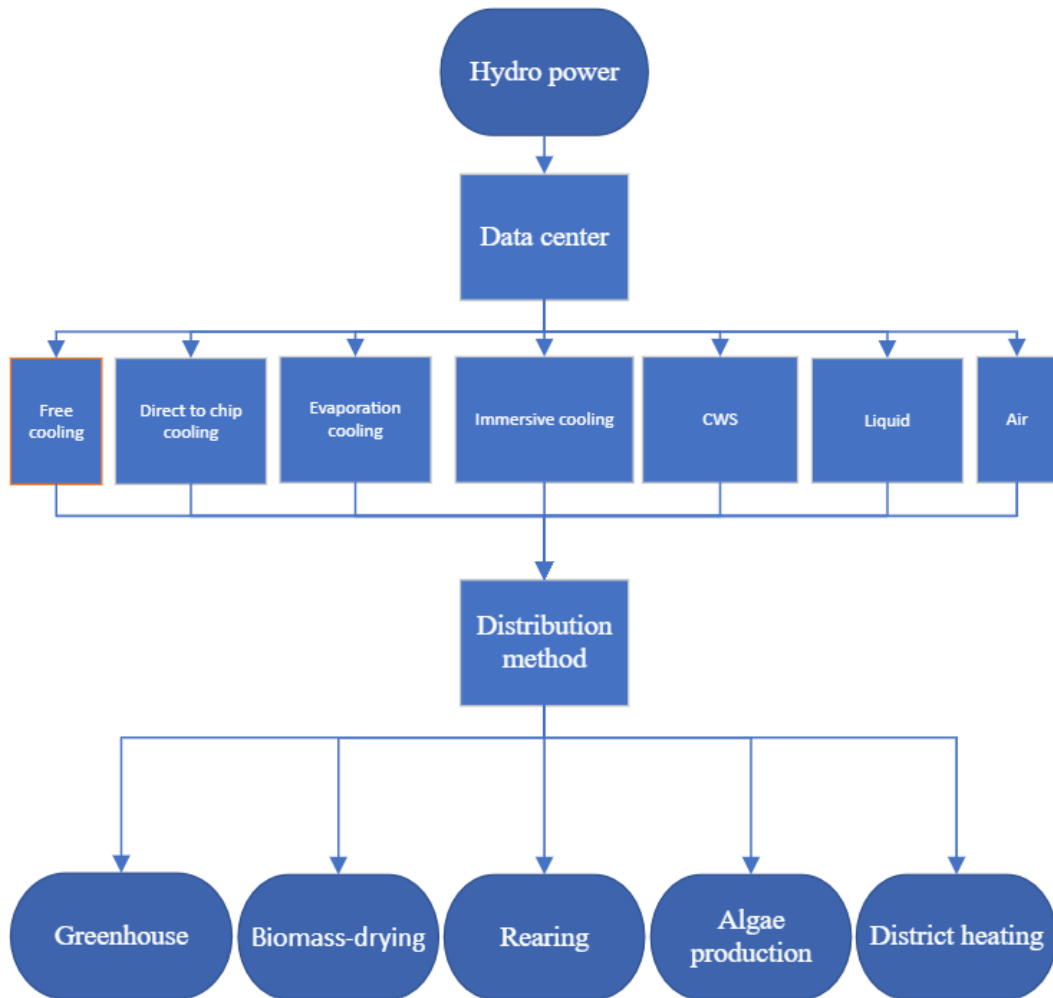 Hydro power
Data center
Free
cooling
Direct to chip
cooling
Evaporation
cooling
Immersive cooling
CWS
Liquid
Air
Distribution
method
Greenhouse
Biomass-drying
Rearing
Algae
production
District heating